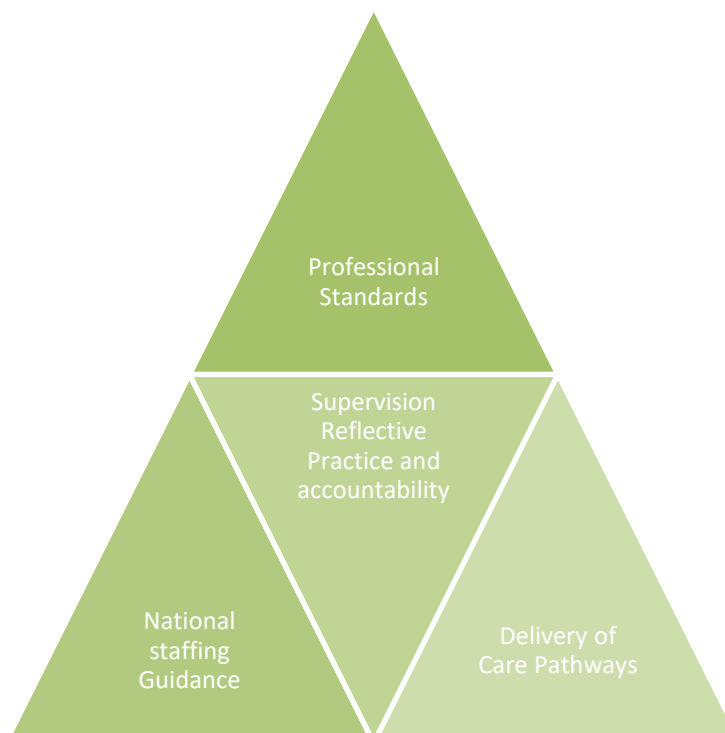 Professional
Standards
Supervision
Reflective
Practice and
accountability
National
staffing
Guidance
Delivery of
Care Pathways